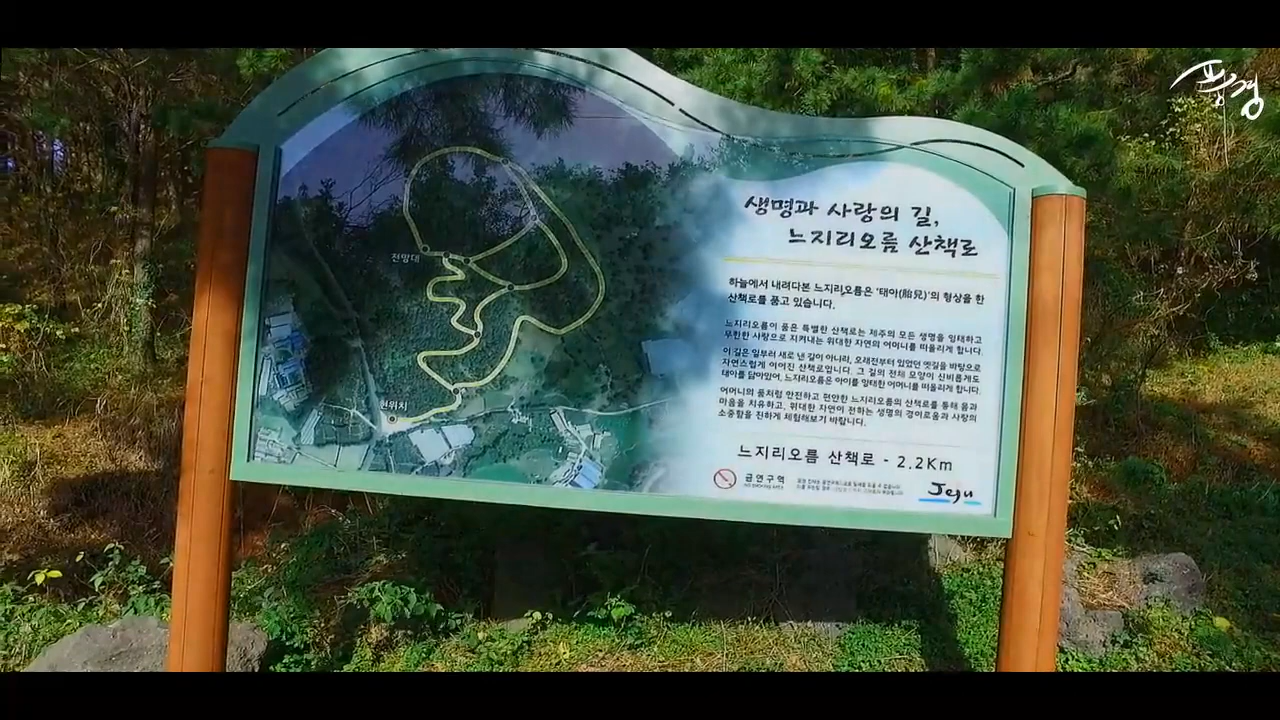 풍경
생명과 사랑의 길,
느지리오름 산책로
하늘에서 내려다본 느지리오름은 '태아(胎兒)'의 형상을 한
산책로를 품고 있습니다.
느지리오름이 품은 특별한 산책로는 제주의 모든 생명을 잉태하고
무한한 사랑으로 지켜내는 위대한 자연의 어머니를 떠올리게 합니다.
이 길은 일부러 새로 낸 길이 아니라, 오래전부터 있었던 옛길을 바탕으로
자연스럽게 이어진 산책로입니다. 그 길의 전체 모양이 신비롭게도
태아를 닮아있어, 느지리오름은 아이를 잉태한 어머니를 떠올리게 합니다.
어머니의 품처럼 안전하고 편안한 느지리오름의 산책로를 통해 몸과
마음을 치유하고, 위대한 자연이 전하는 생명의 경이로움과 사랑의
소중함을 진하게 체험해보기 바랍니다.
전망대
현위치
느지리오름 산책로 - 2.2Km
금연구역
NO SMOKING AREA
Jeju